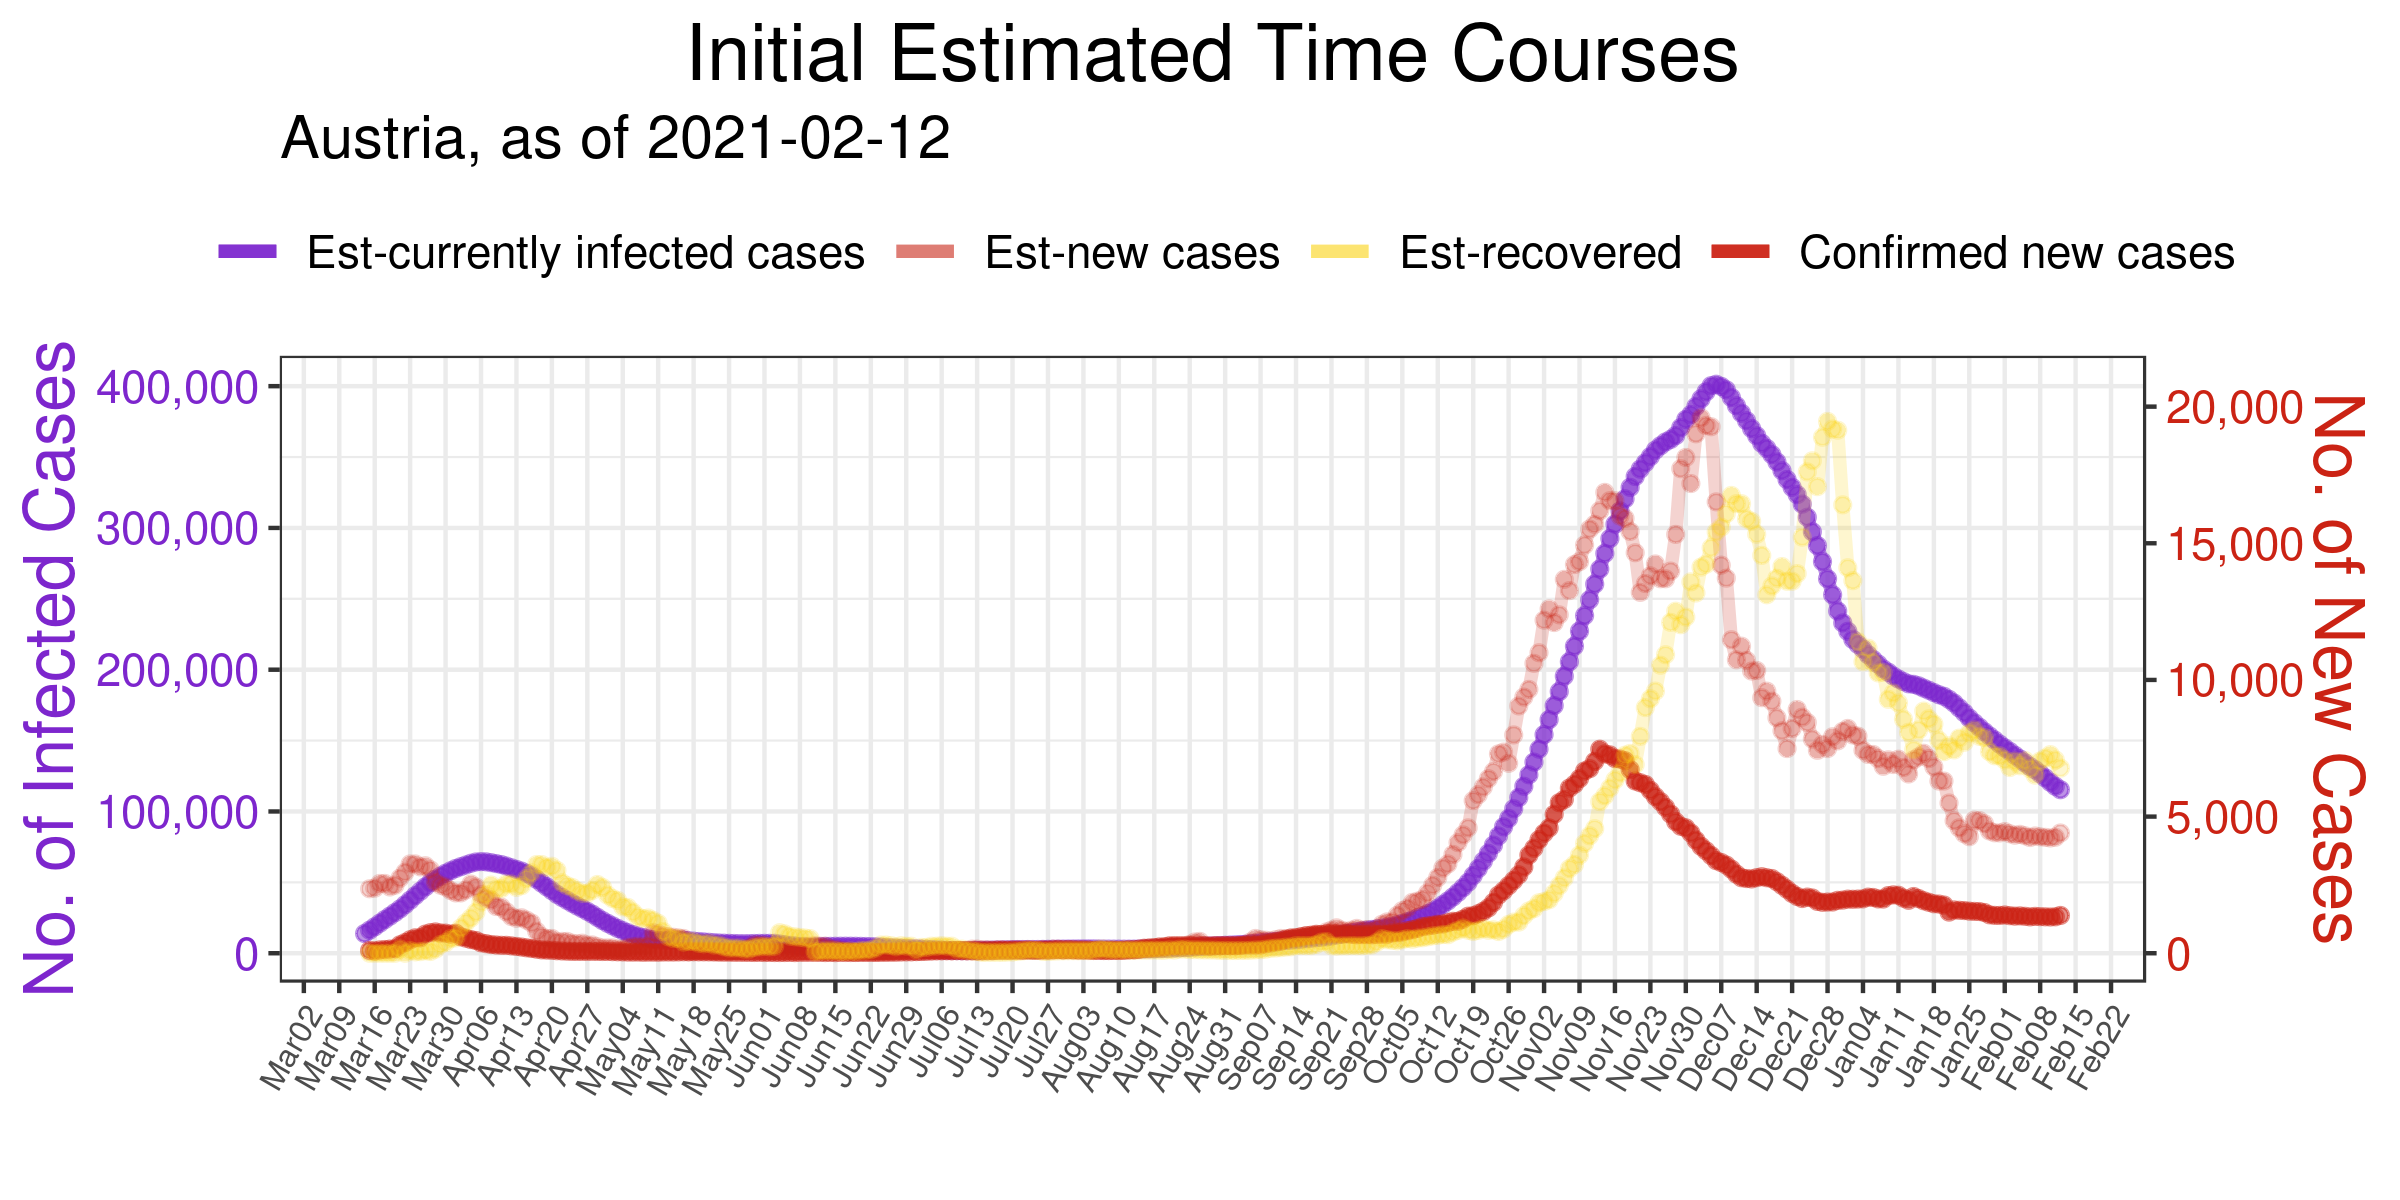 Initial Estimated Time Courses
Austria, as of 2021-02-12
Est-currently infected cases Est-new cases Est-recovered Confirmed new cases
No. of Infected Cases
400,000
300,000
200,000
100,000
0
20,000
15,000
10,000
5,000
0
No. of New Cases
Mar02 Mar09 Mar16 Mar23 Mar30 Apr06 Apr13 Apr20 Apr27 May04 May11 May18 May25 Jun01 Jun08 Jun15 Jun22 Jun29 Jul06 Jul13 Jul20 Jul27 Aug03 Aug10 Aug17 Aug24 Aug31 Sep07 Sep14 Sep21 Sep28 Oct05 Oct12 Oct19 Oct26 Nov02 Nov09 Nov16 Nov23 Nov30 Dec07 Dec14 Dec21 Dec28 Jan04 Jan11 Jan18 Jan25 Feb01 Feb08 Feb15 Feb22